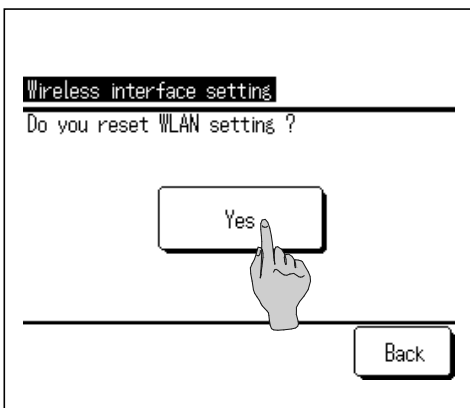 Wireless interface setting
Do you reset WLAN setting ?
Yes
Back